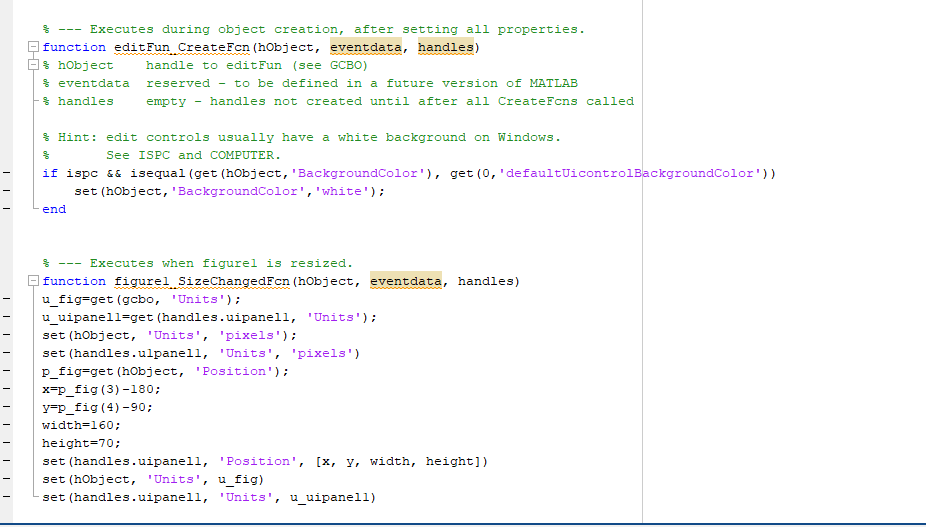 % --- Executes during object creation, after setting all properties.
function editFun_CreateFcn(hObject, eventdata, handles)
% hObject    handle to editFun (see GCBO)
% eventdata  reserved - to be defined in a future version of MATLAB
% handles    empty - handles not created until after all CreateFcns called
% Hint: edit controls usually have a white background on Windows.
%       See ISPC and COMPUTER.
if ispc && isequal(get(hObject,'BackgroundColor'), get(0,'defaultUicontrolBackgroundColor'))
    set(hObject,'BackgroundColor','white');
end
% --- Executes when figure1 is resized.
function figure1_SizeChangedFcn(hObject, eventdata, handles)
u_fig=get(gcbo, 'Units');
u_uipanel1=get(handles.uipanel1, 'Units');
set(hObject, 'Units', 'pixels');
set(handles.uipanel1, 'Units', 'pixels')
p_fig=get(hObject, 'Position');
x=p_fig(3)-180;
y=p_fig(4)-90;
width=160;
height=70;
set(handles.uipanel1, 'Position', [x, y, width, height])
set(hObject, 'Units', u_fig)
set(handles.uipanel1, 'Units', u_uipanel1)